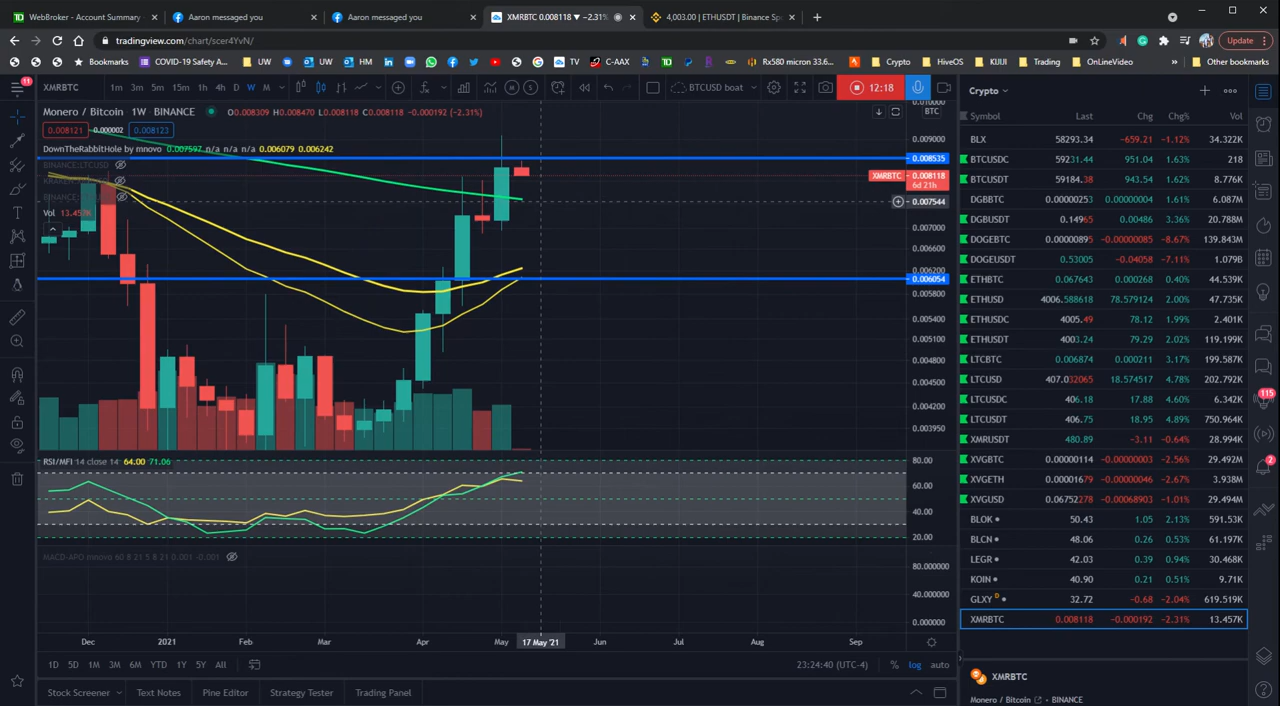 WebBroker - Account Summary
Aaron messaged you
Aaron messaged you
XMRBTC 0.008118 ▼ −2.31%
4,003.00 | ETHUSDT | Binance Sp
tradingview.com/chart/scer4YvN/
Update
Bookmarks
COVID-19 Safety A...
UW
UW
HM
TV
C-AAX
Rx580 micron 33.6...
Crypto
HiveOS
KIJIJI
Trading
OnLineVideo
Other bookmarks
11
XMRBTC
1m 3m 5m 15m 1h 4h D W M
BTCUSD boat
12:18
Crypto
Monero / Bitcoin 1W BINANCE
O0.008309 H0.008470 L0.008118 C0.008118 −0.000192 (−2.31%)
0.008121 0.000002 0.008123
DownTheRabbitHole by mnovo 0.007597 n/a n/a n/a 0.006079 0.006242
BINANCE:LTCUSD
Vol 13.457K
BTC
0.009000
0.008535
XMRBTC 0.008118
6d 21h
0.007544
0.007000
0.006600
0.006200
0.006054
0.005800
0.005400
0.005100
0.004800
0.004500
0.004200
0.003950
RSI/MFI 14 close 14 64.00 71.06
80.00
60.00
40.00
20.00
MACD-APO mnovo 60 8 21 5 8 21 0.001 -0.001
80.000000
40.000000
0.000000
Dec 2021 Feb Mar Apr May 17 May '21 Jun Jul Aug Sep
1D 5D 1M 3M 6M YTD 1Y 5Y All
23:24:40 (UTC-4) % log auto
Stock Screener Text Notes Pine Editor Strategy Tester Trading Panel
Symbol Last Chg Chg% Vol
BLX 58293.34 −659.21 −1.12% 34.322K
BTCUSDC 59231.44 951.04 1.63% 218
BTCUSDT 59184.38 943.54 1.62% 8.776K
DGBBTC 0.00000253 0.00000004 1.61% 6.087M
DGBUSDT 0.14965 0.00486 3.36% 20.788M
DOGEBTC 0.00000895 −0.00000085 −8.67% 139.843M
DOGEUSDT 0.53005 −0.04058 −7.11% 1.079B
ETHBTC 0.067643 0.000268 0.40% 44.539K
ETHUSD 4006.588618 78.579124 2.00% 47.735K
ETHUSDC 4005.49 78.12 1.99% 2.401K
ETHUSDT 4003.24 79.29 2.02% 119.199K
LTCBTC 0.006874 0.000211 3.17% 199.587K
LTCUSD 407.032065 18.574517 4.78% 202.792K
LTCUSDC 406.18 17.88 4.60% 6.342K
LTCUSDT 406.75 18.95 4.89% 750.964K
XMRUSDT 480.89 −3.11 −0.64% 28.994K
XVGBTC 0.00000114 −0.00000003 −2.56% 29.492M
XVGETH 0.00001679 −0.00000046 −2.67% 3.938M
XVGUSD 0.06752278 −0.00068903 −1.01% 29.494M
BLOK 50.43 1.05 2.13% 591.53K
BLCN 48.06 0.26 0.53% 61.197K
LEGR 42.03 0.39 0.94% 30.468K
KOIN 40.90 0.21 0.51% 9.71K
GLXY D 32.72 −0.68 −2.04% 619.519K
XMRBTC 0.008118 −0.000192 −2.31% 13.457K
XMRBTC
Monero / Bitcoin • BINANCE
115
2